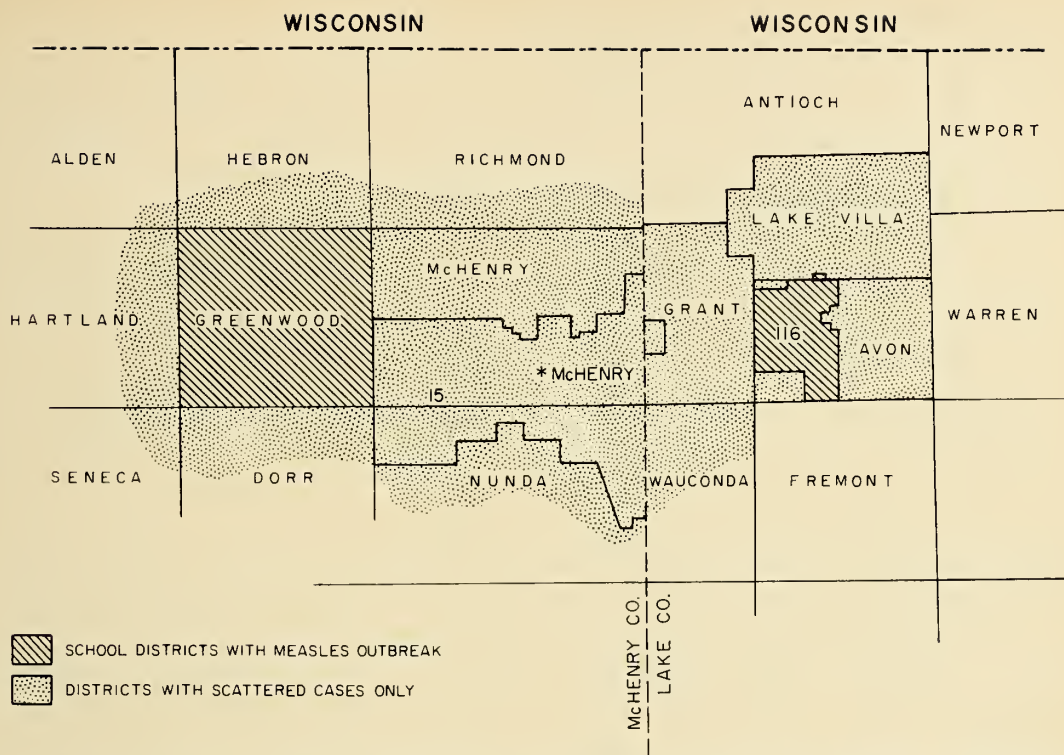 WISCONSIN
WISCONSIN
ANTIOCH
NEWPORT
ALDEN
HEBRON
RICHMOND
LAKE VILLA
McHENRY
GRANT
HARTLAND
GREENWOOD
116
WARREN
AVON
* McHENRY
15
SENECA
DORR
NUNDA
WAUCONDA
FREMONT
McHENRY CO.
LAKE CO.
SCHOOL DISTRICTS WITH MEASLES OUTBREAK
DISTRICTS WITH SCATTERED CASES ONLY